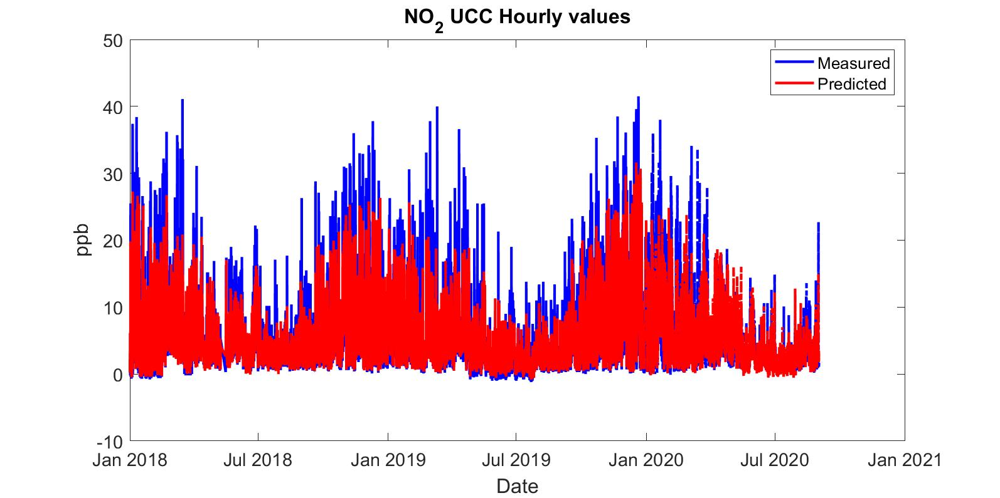 NO2 UCC Hourly values
50
Measured
Predicted
40
30
20
ppb
10
0
-10
Jan 2018 Jul 2018 Jan 2019 Jul 2019 Jan 2020 Jul 2020 Jan 2021
Date